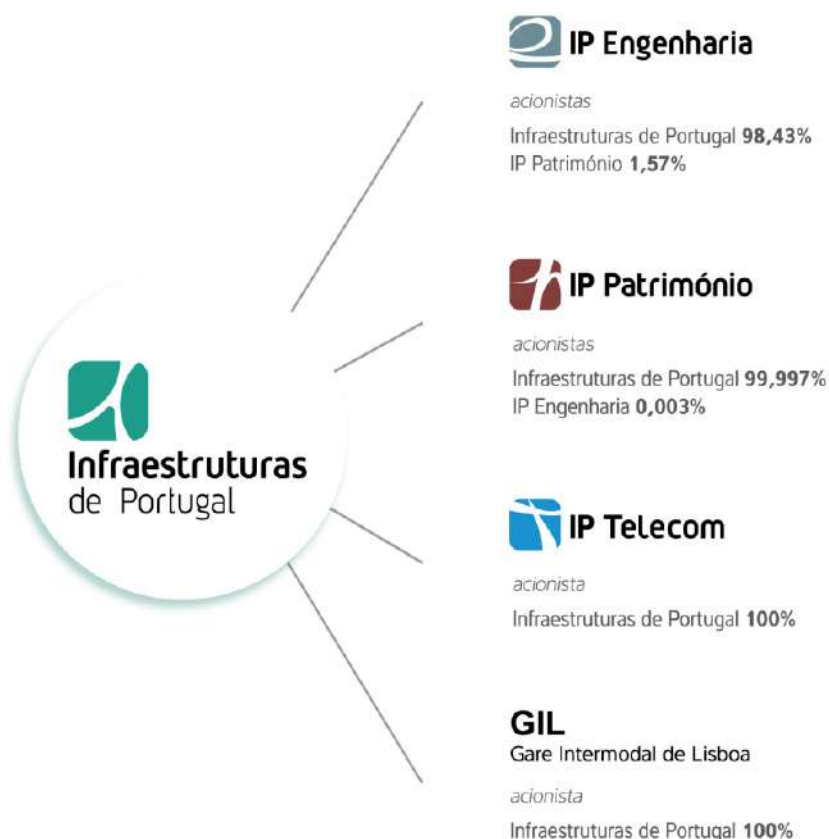 IP Engenharia
acionistas
Infraestruturas de Portugal 98,43%
IP Património 1,57%
IP Património
acionistas
Infraestruturas de Portugal 99,997%
IP Engenharia 0,003%
Infraestruturas
de Portugal
IP Telecom
acionista
Infraestruturas de Portugal 100%
GIL
Gare Intermodal de Lisboa
acionista
Infraestruturas de Portugal 100%